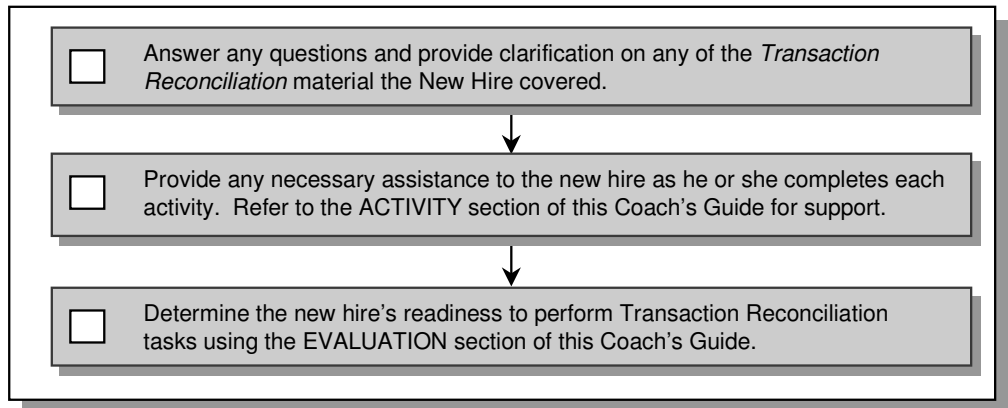 Answer any questions and provide clarification on any of the Transaction
Reconciliation material the New Hire covered.
Provide any necessary assistance to the new hire as he or she completes each
activity.  Refer to the ACTIVITY section of this Coach's Guide for support.
Determine the new hire's readiness to perform Transaction Reconciliation
tasks using the EVALUATION section of this Coach's Guide.